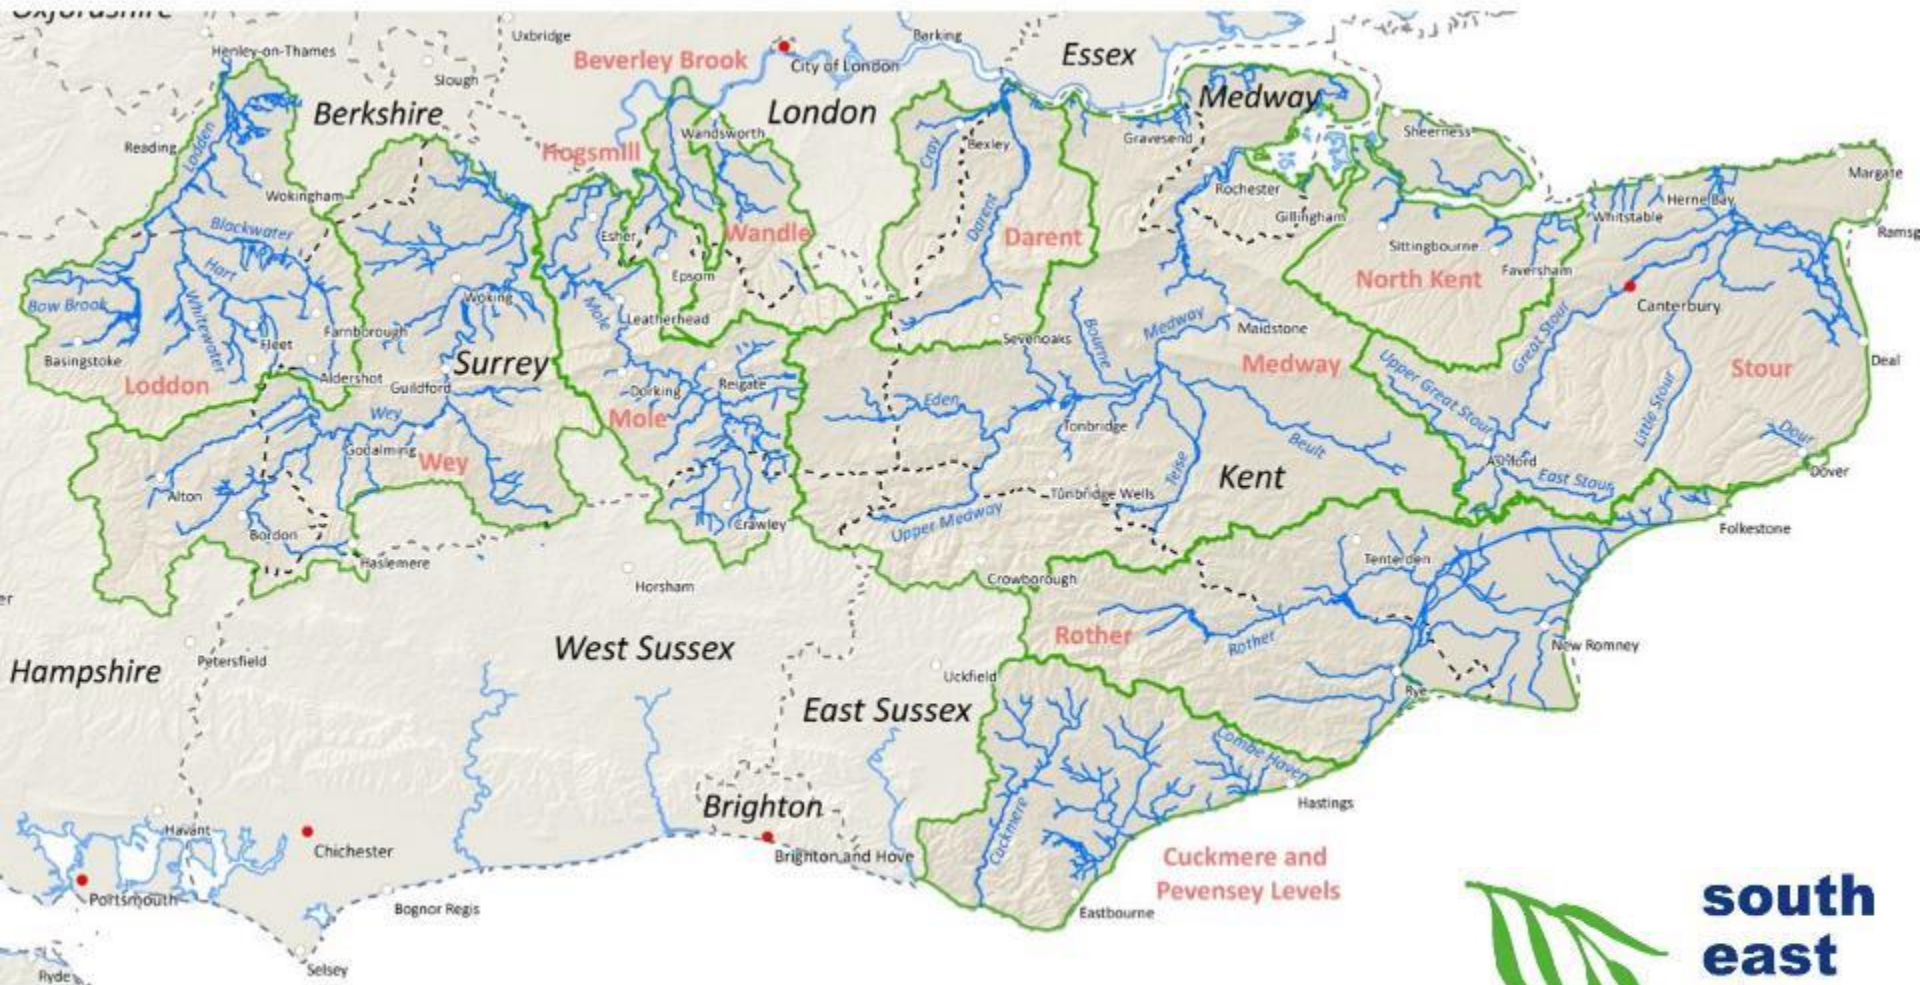 Oxfordshire
Henley-on-Thames
Uxbridge
Beverley Brook
Barking
Essex
Slough
City of London
Berkshire
London
Medway
Wandsworth
Sheerness
Reading
Loddon
Hogsmill
Cray
Bexley
Gravesend
Margate
Wokingham
Rochester
Herne Bay
Gillingham
Whitstable
Blackwater
Esher
Wandle
Darent
Darent
Sittingbourne
Ramsg
Hart
Epsom
North Kent
Faversham
Woking
Bow Brook
Whitewater
Mole
Leatherhead
Canterbury
Farnborough
Medway
Maidstone
Bourne
Great Stour
Fleet
Sevenoaks
Basingstoke
Surrey
Medway
Upper Great Stour
Stour
Deal
Loddon
Aldershot
Guildford
Dorking
Reigate
Eden
Little Stour
Wey
Mole
Tonbridge
Dour
Godalming
Wey
Beult
Ashford
Teise
Kent
East Stour
Dover
Alton
Tunbridge Wells
Upper Medway
Crawley
Folkestone
Bordon
Haslemere
Tenterden
Horsham
Crowborough
er
Rother
Rother
New Romney
West Sussex
Petersfield
Hampshire
Uckfield
Rye
East Sussex
Combe Haven
Brighton
Hastings
Havant
Cuckmere
Chichester
Brighton and Hove
Cuckmere and
Pevensey Levels
Portsmouth
Bognor Regis
Eastbourne
south
east
Selsey
Ryde